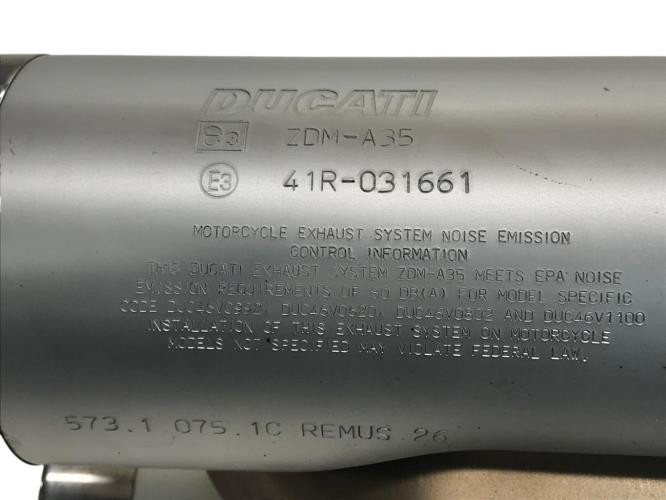 DUCATI
e3 ZDM-A35
E3 41R-031661
MOTORCYCLE EXHAUST SYSTEM NOISE EMISSION
CONTROL INFORMATION
THIS DUCATI EXHAUST SYSTEM ZDM-A35 MEETS EPA NOISE
EMISSION REQUIREMENTS OF 80 DB(A) FOR MODEL SPECIFIC
CODE DUC46V0992, DUC46V0620, DUC46V0802 AND DUC46V1100
INSTALLATION OF THIS EXHAUST SYSTEM ON MOTORCYCLE
MODELS NOT SPECIFIED MAY VIOLATE FEDERAL LAW.
573.1 075.1C REMUS 26